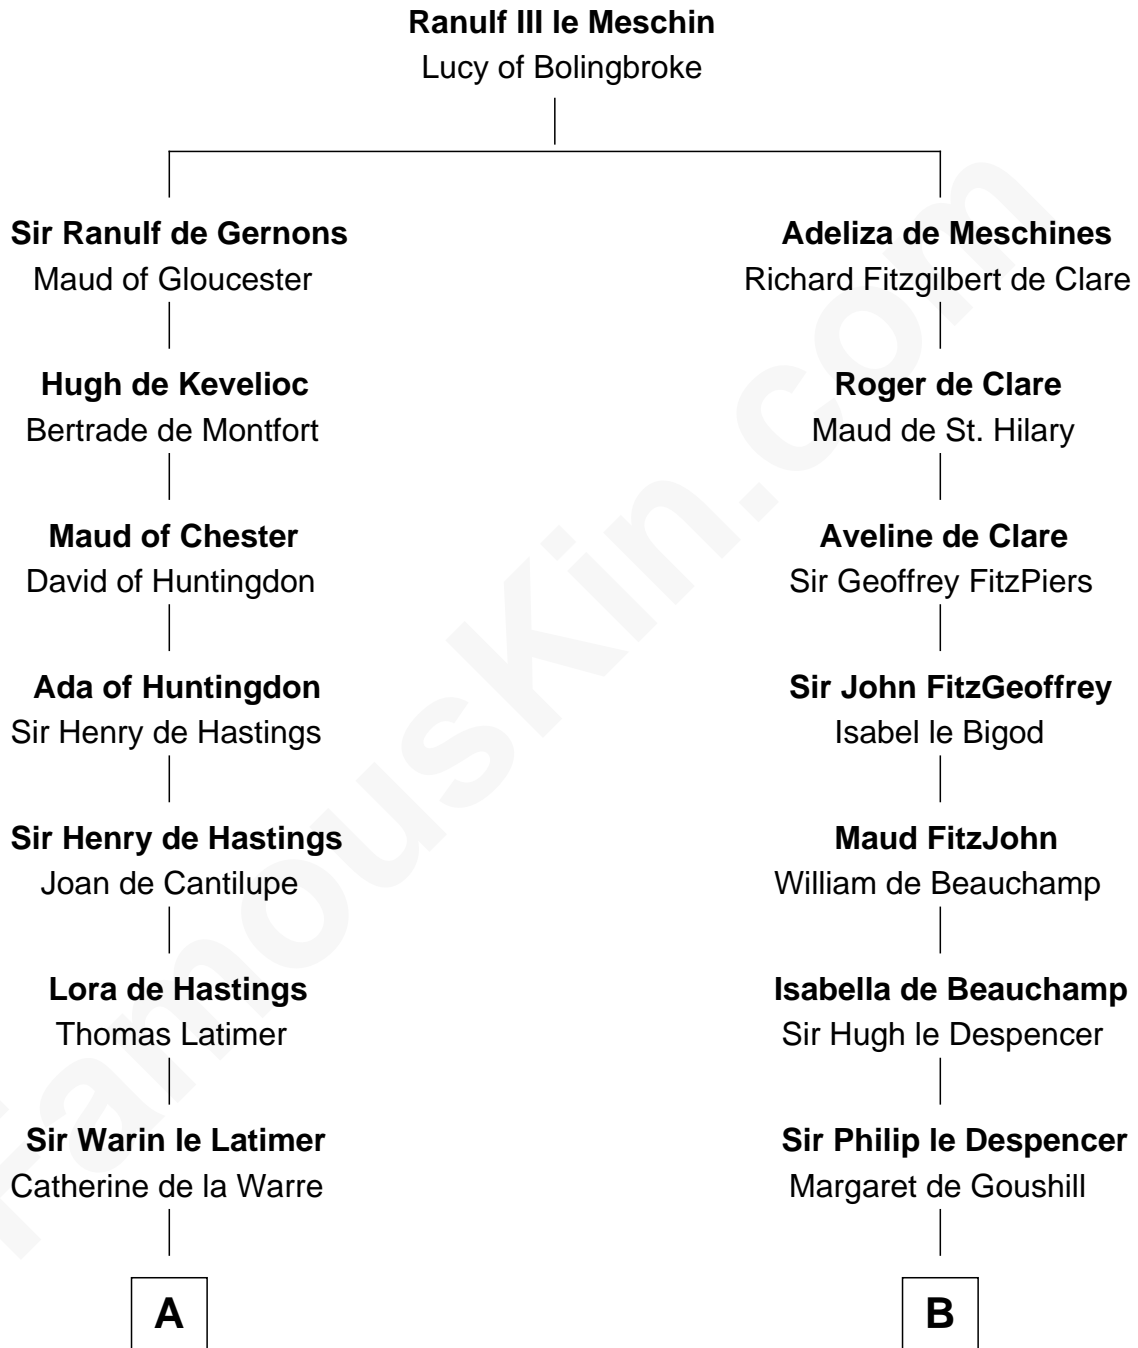 Ranulf III le Meschin
Lucy of Bolingbroke
Sir Ranulf de Gernons
Maud of Gloucester
Adeliza de Meschines
Richard Fitzgilbert de Clare
Hugh de Kevelioc
Bertrade de Montfort
Roger de Clare
Maud de St. Hilary
Maud of Chester
David of Huntingdon
Aveline de Clare
Sir Geoffrey FitzPiers
Ada of Huntingdon
Sir Henry de Hastings
Sir John FitzGeoffrey
Isabel le Bigod
Sir Henry de Hastings
Joan de Cantilupe
Maud FitzJohn
William de Beauchamp
Lora de Hastings
Thomas Latimer
Isabella de Beauchamp
Sir Hugh le Despencer
Sir Warin le Latimer
Catherine de la Warre
Sir Philip le Despencer
Margaret de Goushill
A
B
FamousKin.com